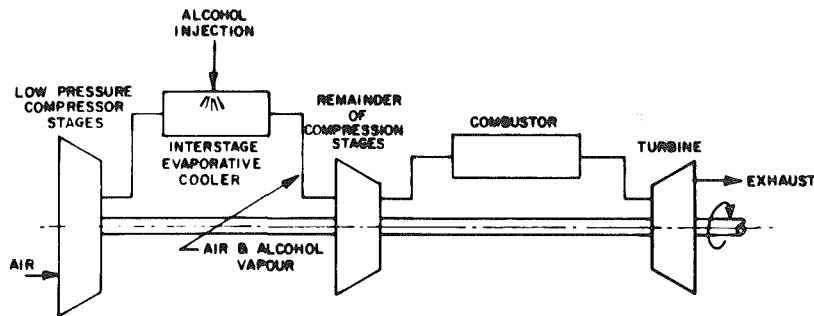 ALCOHOL
INJECTION
LOW PRESSURE
COMPRESSOR
STAGES
INTERSTAGE
EVAPORATIVE
COOLER
REMAINDER
OF
COMPRESSION
STAGES
COMBUSTOR
TURBINE
EXHAUST
AIR & ALCOHOL
VAPOUR
AIR